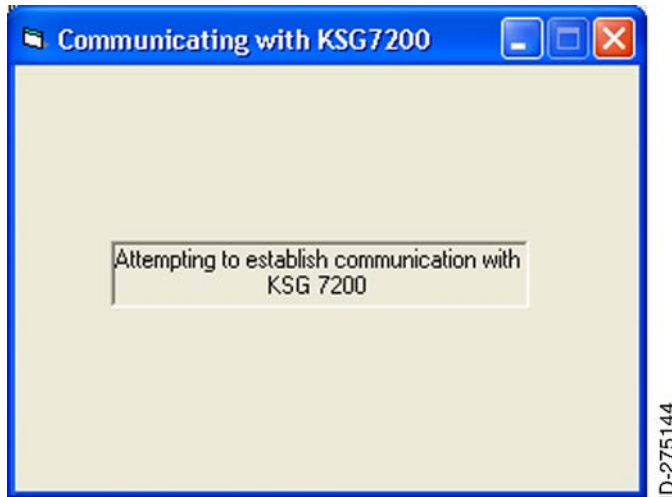 Communicating with KSG7200
Attempting to establish communication with
KSG 7200
D-275144